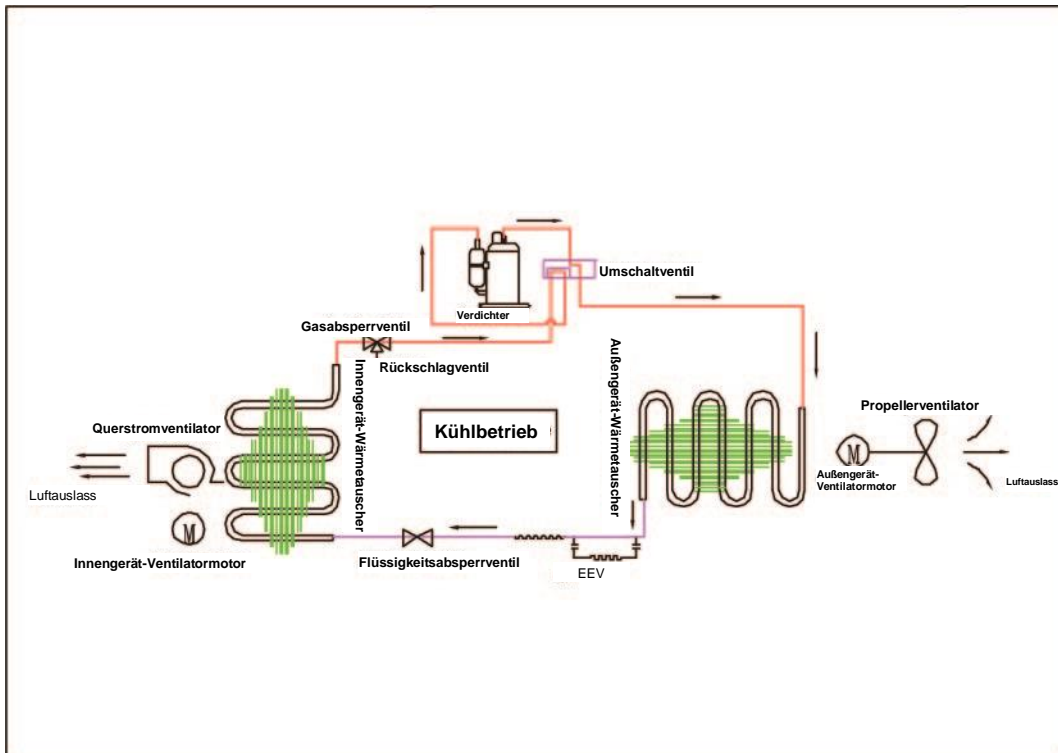 Umschaltventil
Verdichter
Gasabsperrventil
Rückschlagventil
Innengerät-Wärmetauscher
Außengerät-Wärmetauscher
Kühlbetrieb
Querstromventilator
Propellerventilator
M
Außengerät-
Ventilatormotor
Luftauslass
Luftauslass
M
Innengerät-Ventilatormotor
Flüssigkeitsabsperrventil
EEV